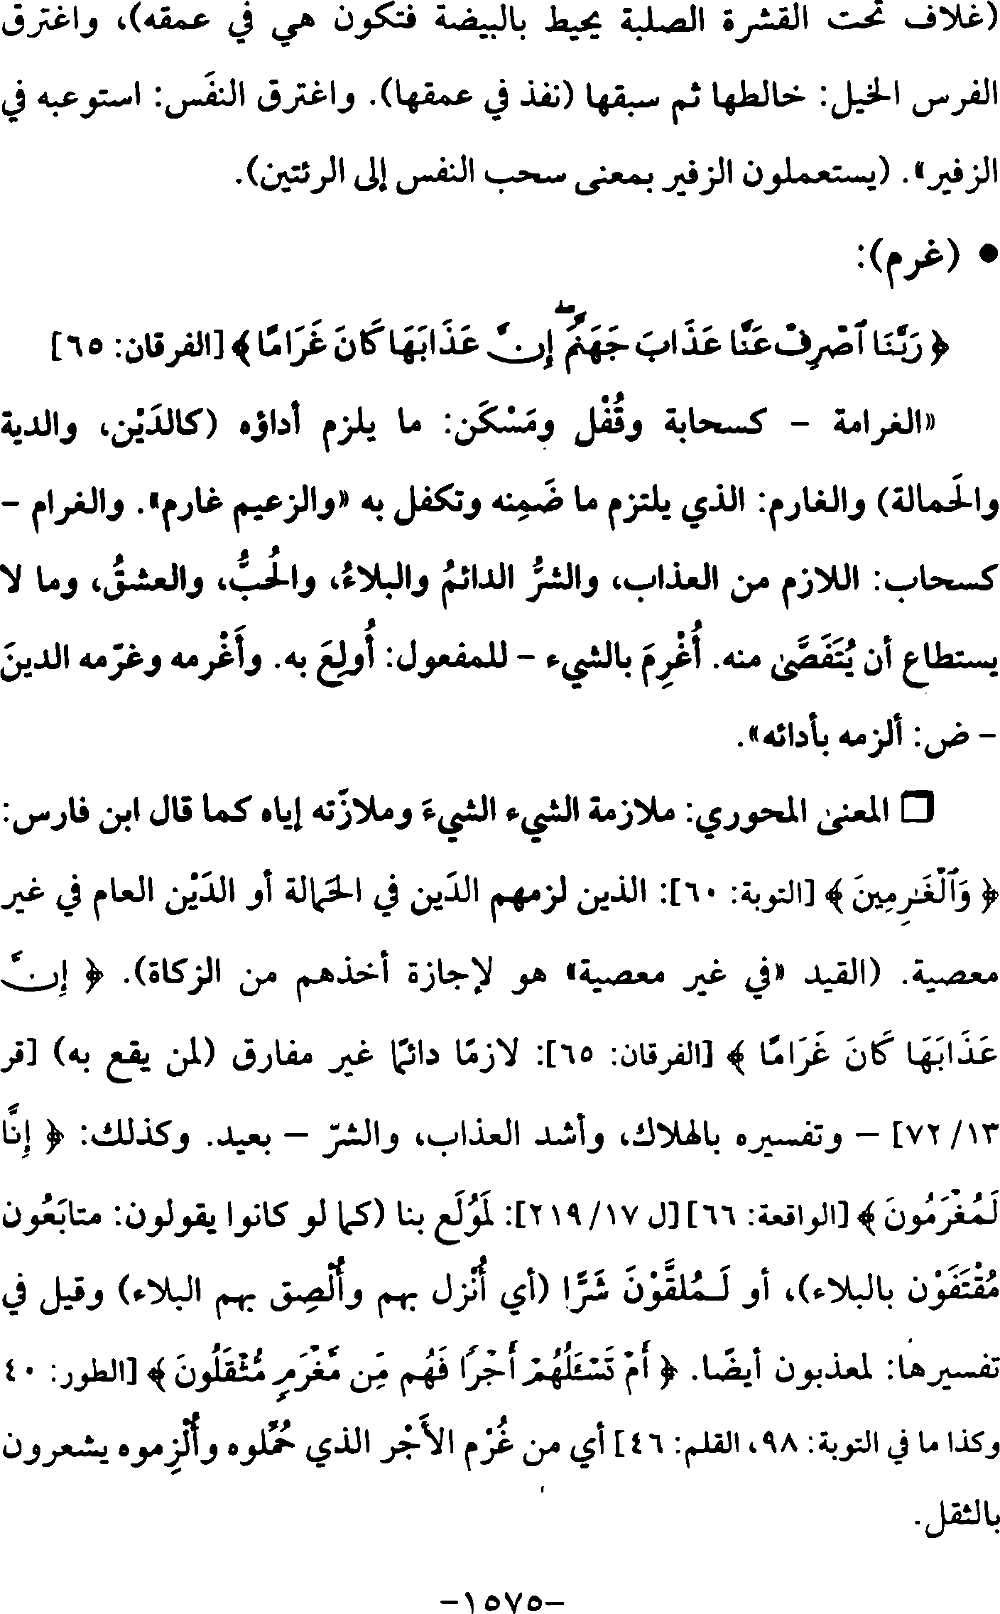 (غلاف تحت القشرة الصلبة يحيط بالبيضة فتكون هي في عمقه)، واغترق
الفرس الخيل: خالطها ثم سبقها (نفذ في عمقها). واغترق النفَس: استوعبه في
الزفير». (يستعملون الزفير بمعنى سحب النفس إلى الرئتين).
• (غرم):
﴿ رَبَّنَا ٱصْرِفْ عَنَّا عَذَابَ جَهَنَّمَ ۖ إِنَّ عَذَابَهَا كَانَ غَرَامًا ﴾ [الفرقان: ٦٥]
«الغرامة - كسحابة وقُفْل ومَسْكَن: ما يلزم أداؤه (كالدَيْن، والدية
والحَمالة) والغارم: الذي يلتزم ما ضَمِنه وتكفل به «والزعيم غارم». والغرام -
كسحاب: اللازم من العذاب، والشرُّ الدائمُ والبلاءُ، والحُبُّ، والعشقُ، وما لا
يستطاع أن يُتَفَصَّىٰ منه. أُغْرِمَ بالشيء - للمفعول: أُولِعَ به. وأَغْرمه وغرّمه الدينَ
- ض: ألزمه بأدائه».
❏ المعنىٰ المحوري: ملازمة الشيء الشيءَ وملازّته إياه كما قال ابن فارس:
﴿ وَٱلْغَـٰرِمِينَ ﴾ [التوبة: ٦٠]: الذين لزمهم الدَين في الحَمالة أو الدَيْن العام في غير
معصية. (القيد «في غير معصية» هو لإجازة أخذهم من الزكاة). ﴿ إِنَّ
عَذَابَهَا كَانَ غَرَامًا ﴾ [الفرقان: ٦٥]: لازمًا دائمًا غير مفارق (لمن يقع به) [قر
١٣/ ٧٢] - وتفسيره بالهلاك، وأشد العذاب، والشرّ - بعيد. وكذلك: ﴿ إِنَّا
لَمُغْرَمُونَ ﴾ [الواقعة: ٦٦] [ل ١٧/ ٢١٩]: لَمُولَع بنا (كما لو كانوا يقولون: متابَعُون
مُقْتَفَوْن بالبلاء)، أو لَـمُلقَّوْنَ شَرًّا (أي أُنْزل بهم وأُلْصِق بهم البلاء) وقيل في
تفسيرها: لمعذبون أيضًا. ﴿ أَمْ تَسْـَٔلُهُمْ أَجْرًا فَهُم مِّن مَّغْرَمٍ مُّثْقَلُونَ ﴾ [الطور: ٤٠
وكذا ما في التوبة: ٩٨، القلم: ٤٦] أي من غُرْم الأَجْر الذي حُمِّلوه وأُلْزِموه يشعرون
بالثقل.
-١٥٧٥-